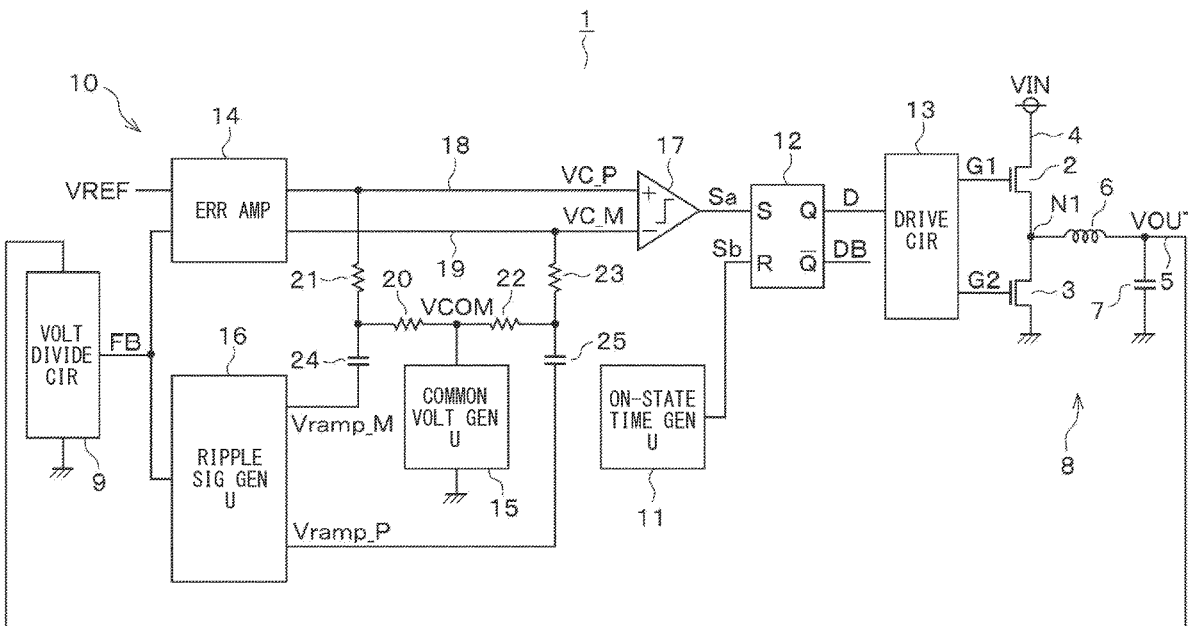 1
10
14
ERR AMP
VREF
18
VC_P
VC_M
19
17
Sa
Sb
12
S Q
R Q̅
D
DB
13
DRIVE
CIR
G1
G2
VIN
4
2
N1
6
VOUT
3
7
5
8
21
20
VCOM
22
23
24
25
VOLT
DIVIDE
CIR
FB
9
16
RIPPLE
SIG GEN
U
Vramp_M
Vramp_P
COMMON
VOLT GEN
U
15
ON-STATE
TIME GEN
U
11